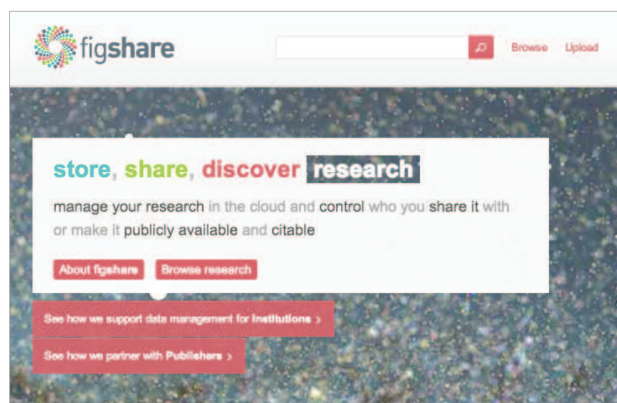 figshare
Browse Upload
store, share, discover research
manage your research in the cloud and control who you share it with
or make it publicly available and citable
About figshare Browse research
See how we support data management for Institutions >
See how we partner with Publishers >